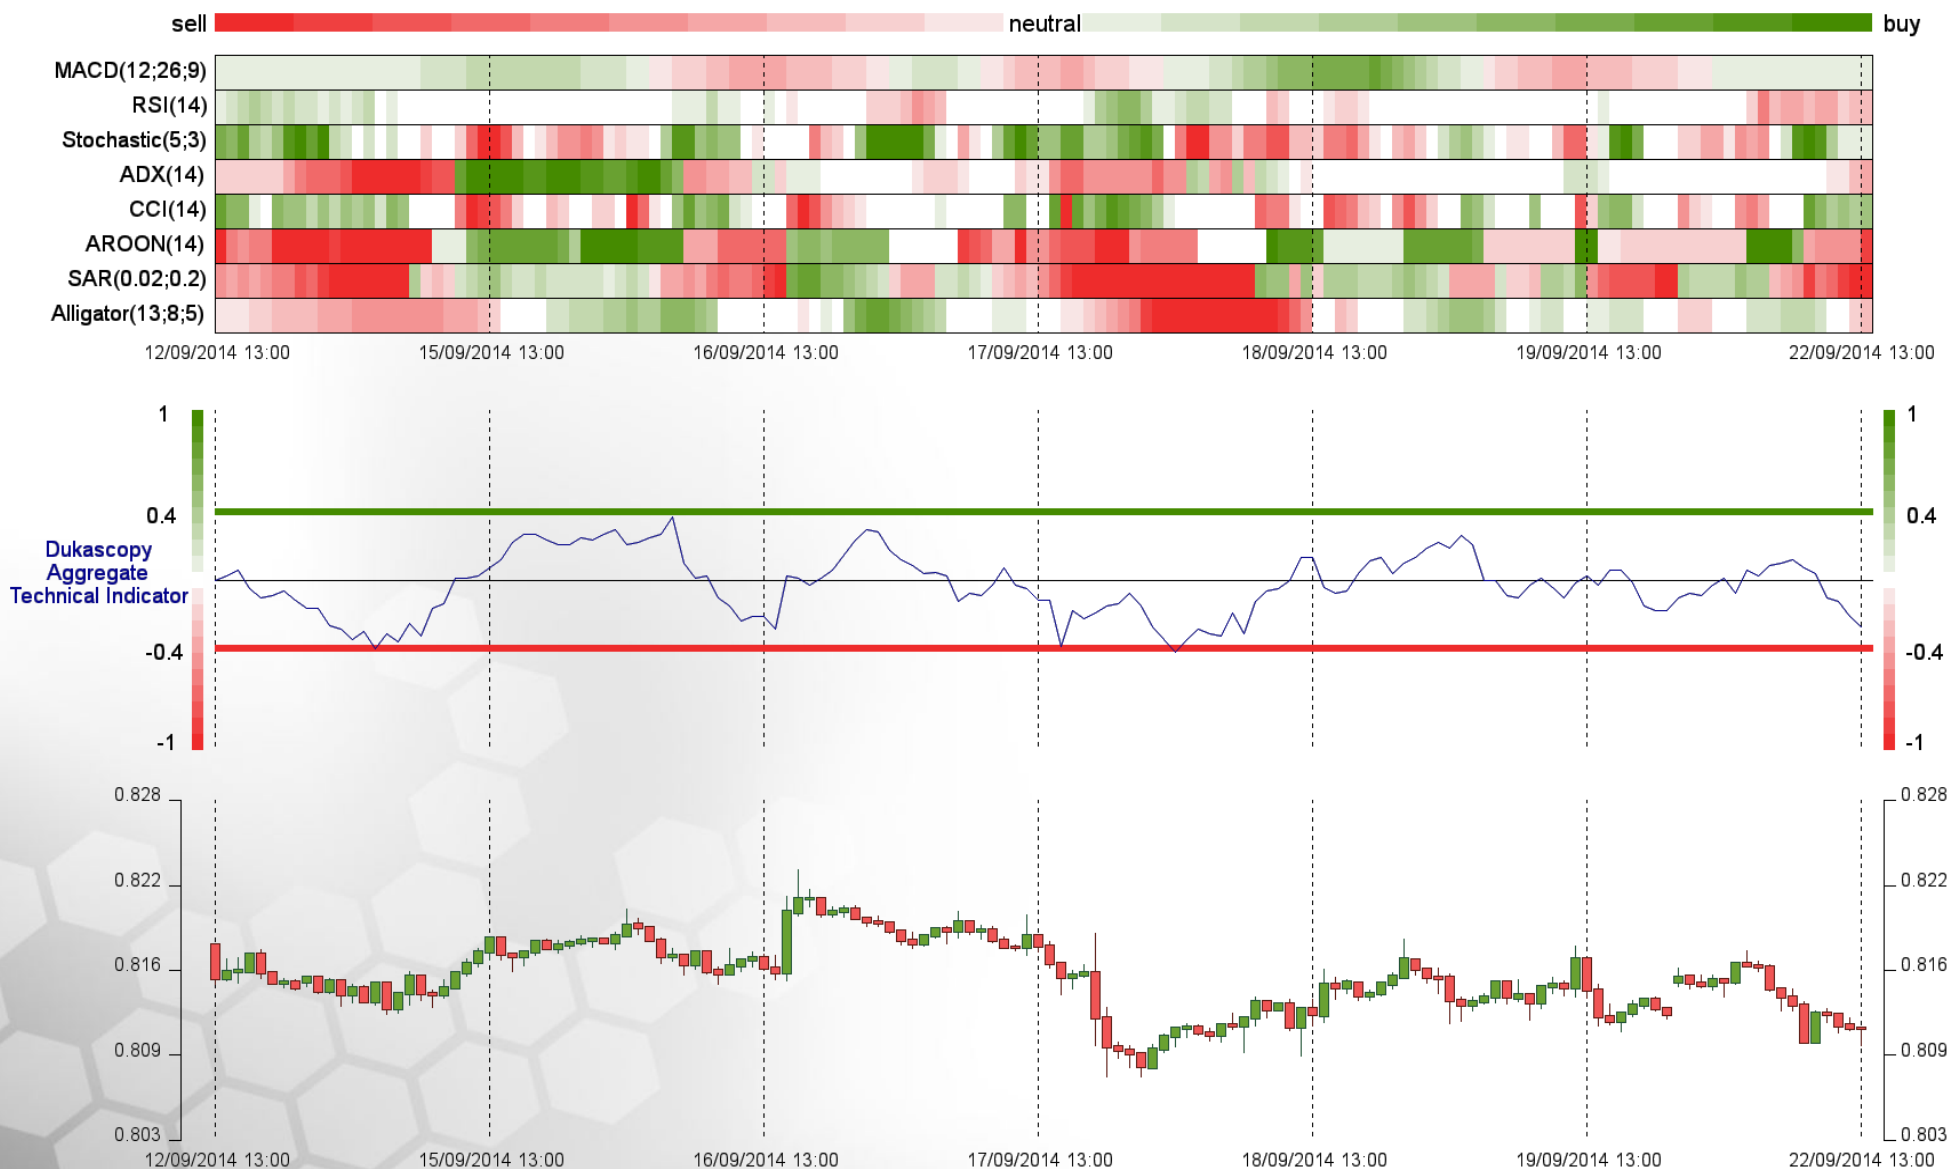 sell neutral buy
MACD(12;26;9)
RSI(14)
Stochastic(5;3)
ADX(14)
CCI(14)
AROON(14)
SAR(0.02;0.2)
Alligator(13;8;5)
12/09/2014 13:00 15/09/2014 13:00 16/09/2014 13:00 17/09/2014 13:00 18/09/2014 13:00 19/09/2014 13:00 22/09/2014 13:00
1 1
0.4 0.4
Dukascopy
Aggregate
Technical Indicator
-0.4 -0.4
-1 -1
0.828 0.828
0.822 0.822
0.816 0.816
0.809 0.809
0.803 0.803
12/09/2014 13:00 15/09/2014 13:00 16/09/2014 13:00 17/09/2014 13:00 18/09/2014 13:00 19/09/2014 13:00 22/09/2014 13:00